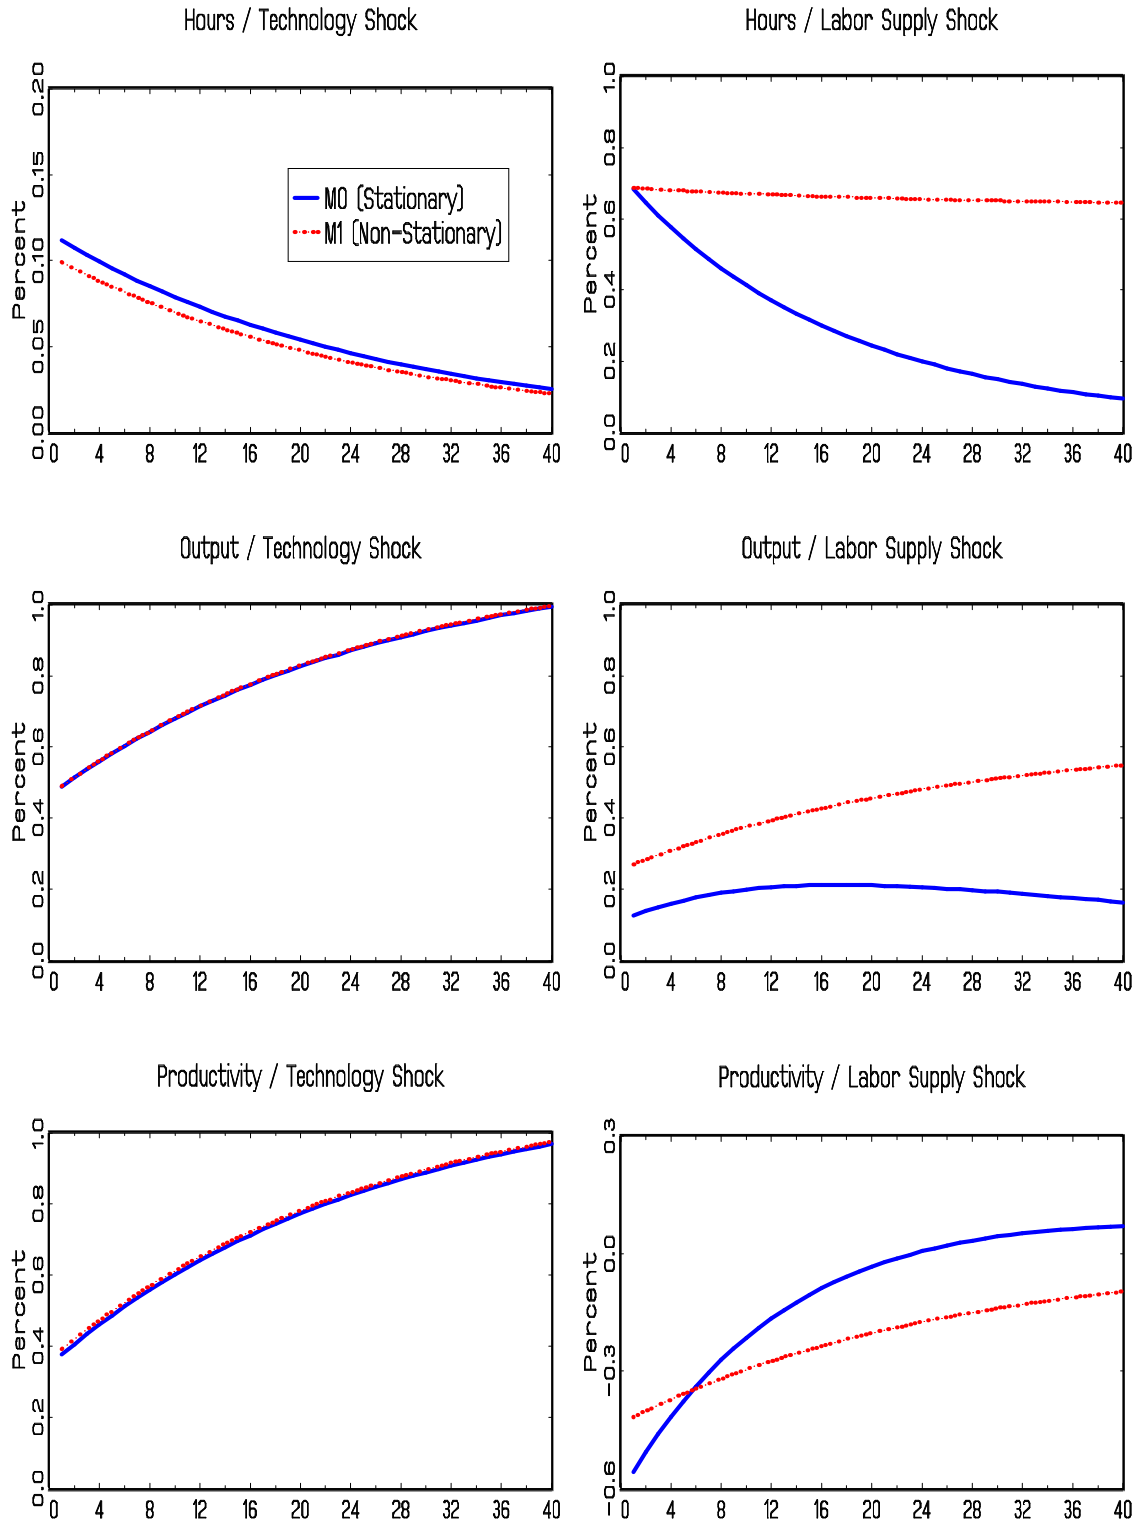 Hours / Technology Shock
Percent
0.20
0.15
0.10
0.05
0.00
M0 (Stationary)
M1 (Non-Stationary)
0 4 8 12 16 20 24 28 32 36 40
Hours / Labor Supply Shock
Percent
1.0
0.8
0.6
0.4
0.2
0.0
0 4 8 12 16 20 24 28 32 36 40
Output / Technology Shock
Percent
1.0
0.8
0.6
0.4
0.2
0.0
0 4 8 12 16 20 24 28 32 36 40
Output / Labor Supply Shock
Percent
1.0
0.8
0.6
0.4
0.2
0.0
0 4 8 12 16 20 24 28 32 36 40
Productivity / Technology Shock
Percent
1.0
0.8
0.6
0.4
0.2
0.0
0 4 8 12 16 20 24 28 32 36 40
Productivity / Labor Supply Shock
Percent
0.3
0.0
-0.3
-0.6
0 4 8 12 16 20 24 28 32 36 40